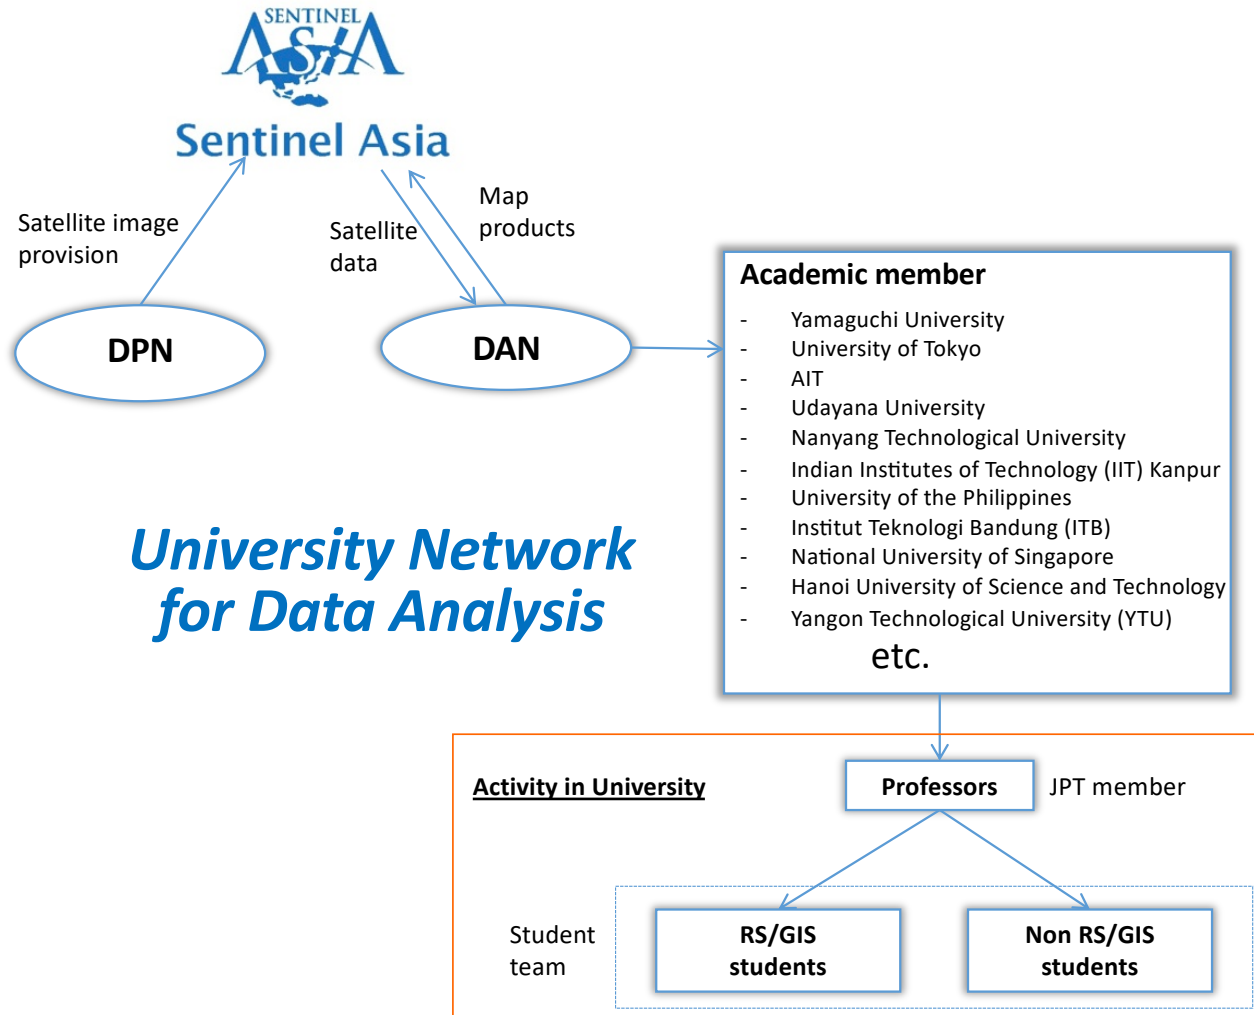 SENTINEL
ASIA
Sentinel Asia
Satellite image
provision
Satellite
data
Map
products
DPN
DAN
Academic member
- Yamaguchi University
- University of Tokyo
- AIT
- Udayana University
- Nanyang Technological University
- Indian Institutes of Technology (IIT) Kanpur
- University of the Philippines
- Institut Teknologi Bandung (ITB)
- National University of Singapore
- Hanoi University of Science and Technology
- Yangon Technological University (YTU)
etc.
University Network
for Data Analysis
Activity in University
Professors
JPT member
Student
team
RS/GIS
students
Non RS/GIS
students